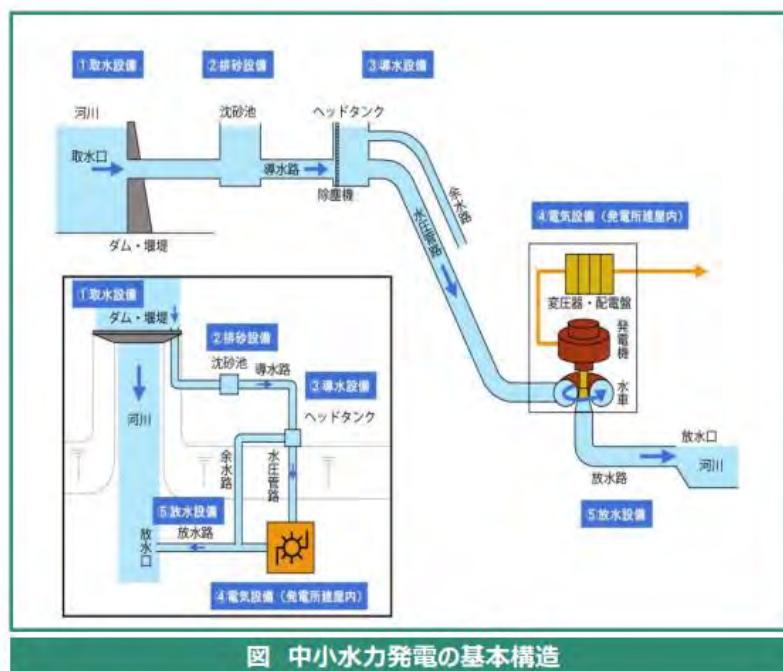 ①取水設備
②排砂設備
③導水設備
河川
沈砂池
ヘッドタンク
取水口
導水路
除塵機
余水路
水圧管路
ダム・堰堤
④電気設備（発電所建屋内）
変圧器・配電盤
発電機
水車
放水口
河川
放水路
⑤放水設備
①取水設備
ダム・堰堤
②排砂設備
沈砂池
導水路
③導水設備
ヘッドタンク
河川
余水路
水圧管路
⑤放水設備
放水路
放水口
④電気設備（発電所建屋内）
図 中小水力発電の基本構造